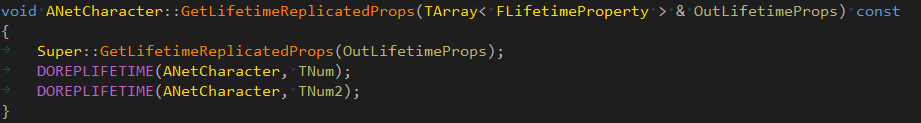 void ANetCharacter::GetLifetimeReplicatedProps(TArray< FLifetimeProperty > & OutLifetimeProps) const
{
    Super::GetLifetimeReplicatedProps(OutLifetimeProps);
    DOREPLIFETIME(ANetCharacter, TNum);
    DOREPLIFETIME(ANetCharacter, TNum2);
}